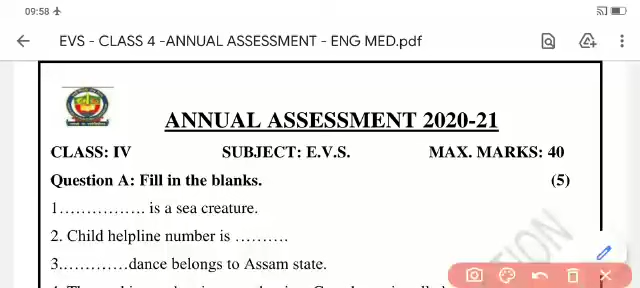 09:58
EVS - CLASS 4 -ANNUAL ASSESSMENT - ENG MED.pdf
ANNUAL ASSESSMENT 2020-21
CLASS: IV SUBJECT: E.V.S. MAX. MARKS: 40
Question A: Fill in the blanks. (5)
1…………… is a sea creature.
2. Child helpline number is ……….
3.…………dance belongs to Assam state.